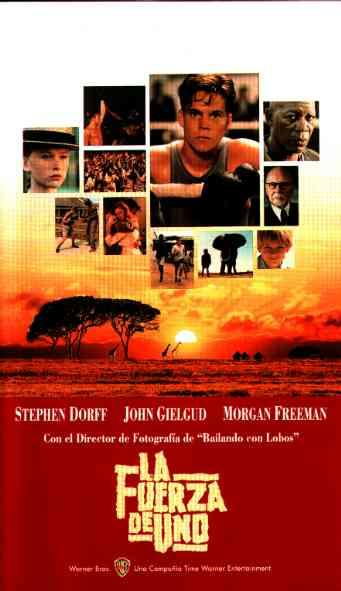 STEPHEN DORFF JOHN GIELGUD MORGAN FREEMAN
Con el Director de Fotografía de “Bailando con Lobos”
LA
FUERZA
DE UNO
Warner Bros. WB Una Compañía Time Warner Entertainment